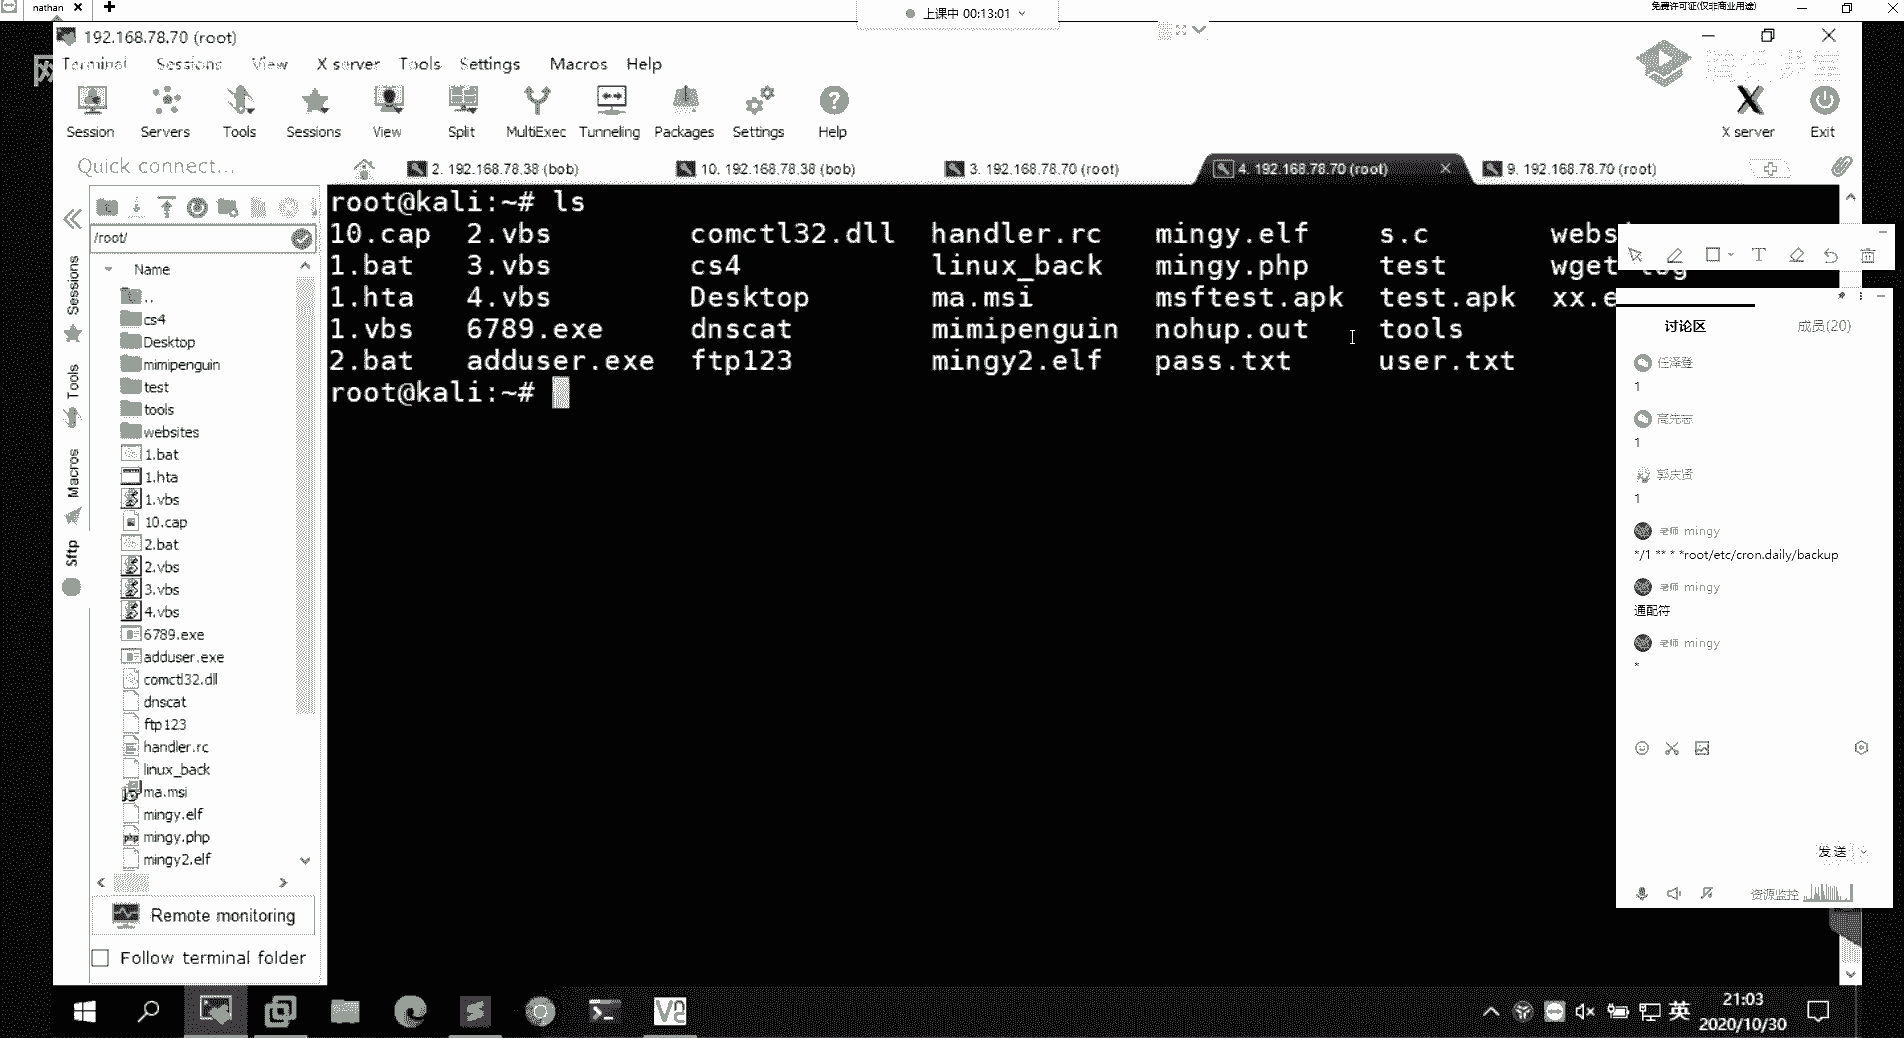 nathan
上课中 00:13:01
免费许可证(仅非商业用途)
192.168.78.70 (root)
Terminal Sessions View X server Tools Settings Macros Help
Session Servers Tools Sessions View Split MultiExec Tunneling Packages Settings Help X server Exit
Quick connect...
2. 192.168.78.38 (bob)
10. 192.168.78.38 (bob)
3. 192.168.78.70 (root)
4. 192.168.78.70 (root)
9. 192.168.78.70 (root)
/root/
Name
..
cs4
Desktop
mimipenguin
test
tools
websites
1.bat
1.hta
1.vbs
10.cap
2.bat
2.vbs
3.vbs
4.vbs
6789.exe
adduser.exe
comctl32.dll
dnscat
ftp123
handler.rc
linux_back
ma.msi
mingy.elf
mingy.php
mingy2.elf
Sessions
Tools
Macros
Sftp
Remote monitoring
Follow terminal folder
root@kali:~# ls
10.cap 2.vbs comctl32.dll handler.rc mingy.elf s.c webs
1.bat 3.vbs cs4 linux_back mingy.php test wget-log
1.hta 4.vbs Desktop ma.msi msftest.apk test.apk xx.e
1.vbs 6789.exe dnscat mimipenguin nohup.out tools
2.bat adduser.exe ftp123 mingy2.elf pass.txt user.txt
root@kali:~#
讨论区 成员(20)
任泽登
1
高先志
1
郭庆贤
1
老师 mingy
*/1 ** * *root/etc/cron.daily/backup
老师 mingy
通配符
老师 mingy
*
发送
资源监控
英
21:03
2020/10/30